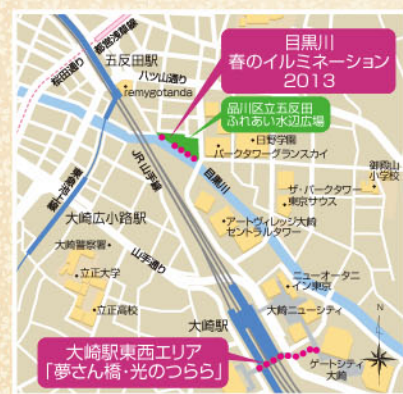 目黒川
春のイルミネーション
2013
品川区立五反田
ふれあい水辺広場
都営浅草線
桜田通り
五反田駅
八ツ山通り
remygotanda
日野学園
パークタワーグランスカイ
御殿山
小学校
JR山手線
目黒川
東急池上線
ザ・パークタワー
東京サウス
大崎広小路駅
アートヴィレッジ大崎
セントラルタワー
大崎警察署
山手通り
立正大学
ニューオータニ
イン東京
立正高校
大崎ニューシティ
大崎駅
N
大崎駅東西エリア
「夢さん橋・光のつらら」
ゲートシティ
大崎